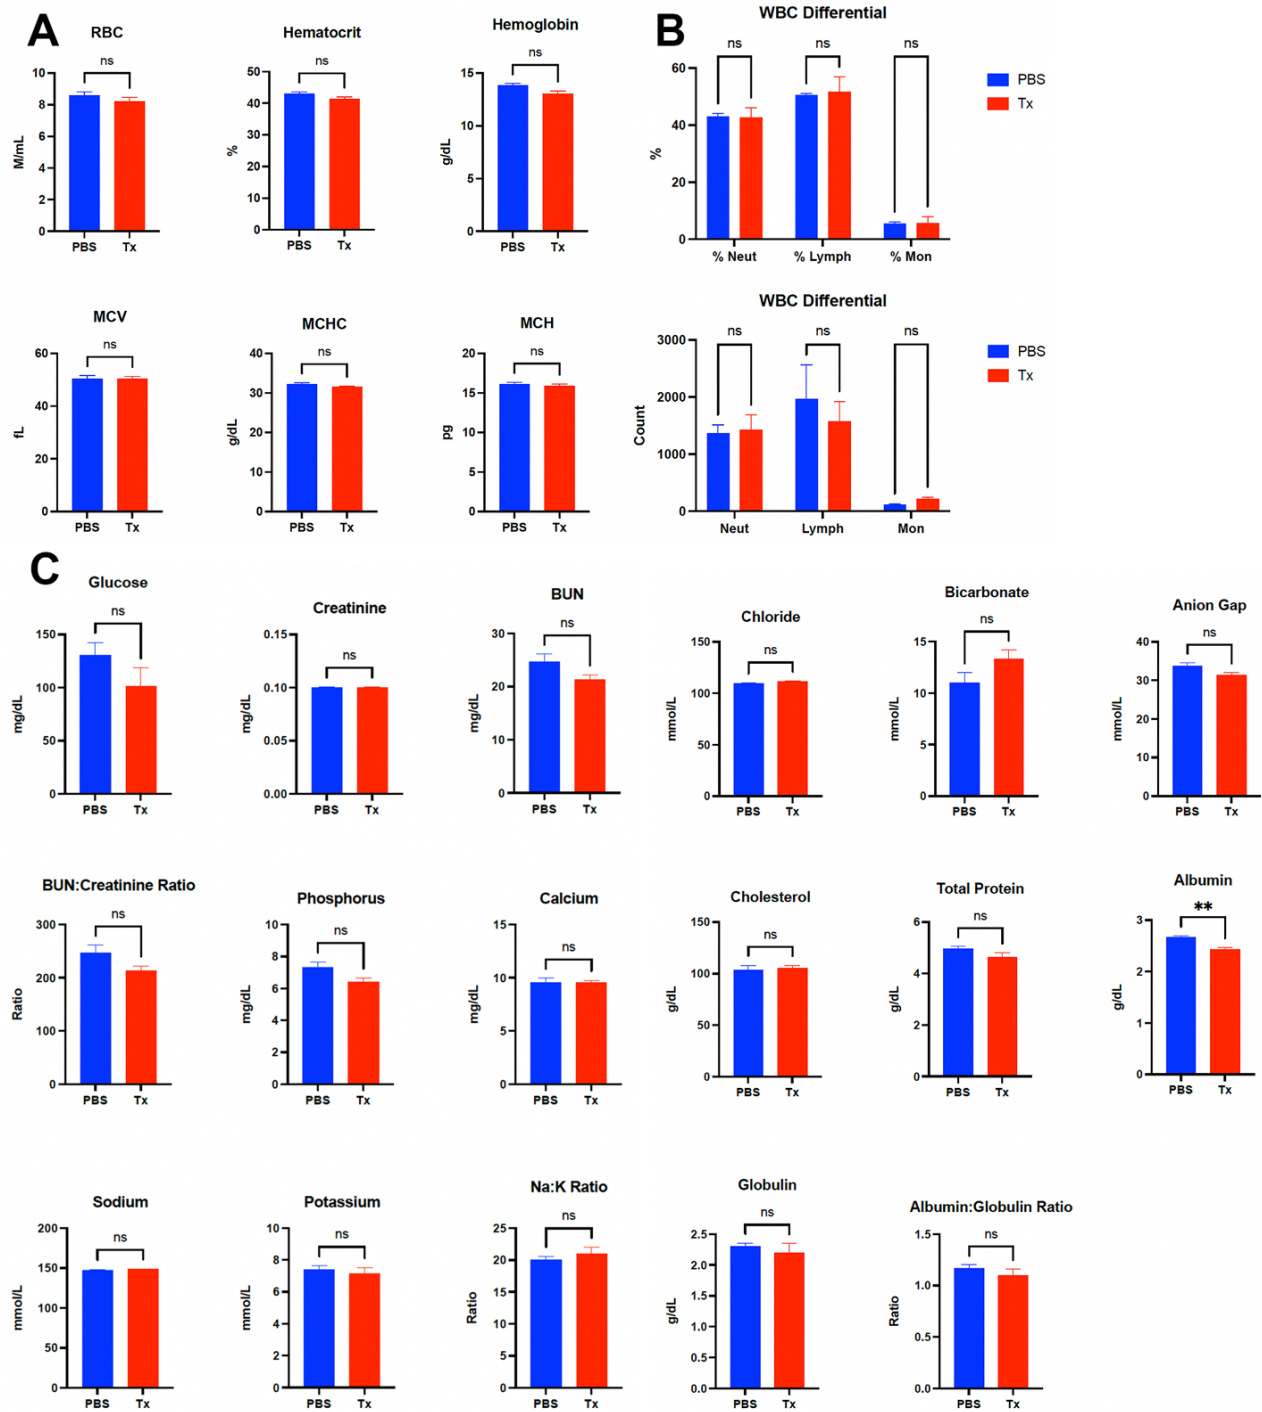 A
RBC
ns
10
8
6
4
2
0
M/mL
PBS Tx
Hematocrit
ns
50
40
30
20
10
0
%
PBS Tx
Hemoglobin
ns
15
10
5
0
g/dL
PBS Tx
MCV
ns
60
40
20
0
fL
PBS Tx
MCHC
ns
40
30
20
10
0
g/dL
PBS Tx
MCH
ns
20
15
10
5
0
pg
PBS Tx
B
WBC Differential
ns ns ns
60
40
20
0
%
% Neut % Lymph % Mon
PBS
Tx
WBC Differential
ns ns ns
3000
2000
1000
0
Count
Neut Lymph Mon
PBS
Tx
C
Glucose
ns
150
100
50
0
mg/dL
PBS Tx
Creatinine
ns
0.15
0.10
0.05
0.00
mg/dL
PBS Tx
BUN
ns
30
20
10
0
mg/dL
PBS Tx
Chloride
ns
150
100
50
0
mmol/L
PBS Tx
Bicarbonate
ns
15
10
5
0
mmol/L
PBS Tx
Anion Gap
ns
40
30
20
10
0
mmol/L
PBS Tx
BUN:Creatinine Ratio
ns
300
200
100
0
Ratio
PBS Tx
Phosphorus
ns
10
8
6
4
2
0
mg/dL
PBS Tx
Calcium
ns
15
10
5
0
mg/dL
PBS Tx
Cholesterol
ns
150
100
50
0
g/dL
PBS Tx
Total Protein
ns
6
4
2
0
g/dL
PBS Tx
Albumin
**
3
2
1
0
g/dL
PBS Tx
Sodium
ns
200
150
100
50
0
mmol/L
PBS Tx
Potassium
ns
10
8
6
4
2
0
mmol/L
PBS Tx
Na:K Ratio
ns
25
20
15
10
5
0
Ratio
PBS Tx
Globulin
ns
2.5
2.0
1.5
1.0
0.5
0.0
g/dL
PBS Tx
Albumin:Globulin Ratio
ns
1.5
1.0
0.5
0.0
Ratio
PBS Tx